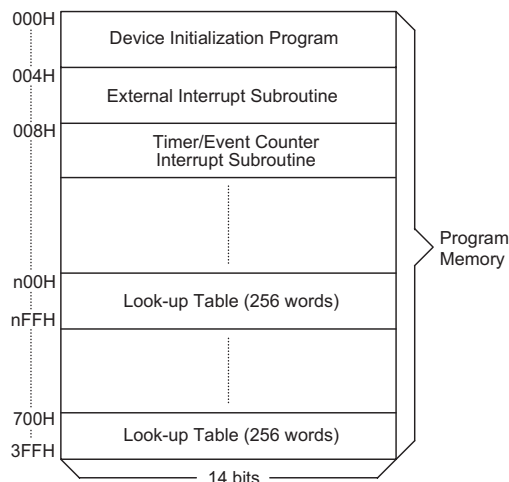 000H
Device Initialization Program
004H
External Interrupt Subroutine
008H
Timer/Event Counter
Interrupt Subroutine
Program
Memory
n00H
Look-up Table (256 words)
nFFH
700H
Look-up Table (256 words)
3FFH
14 bits